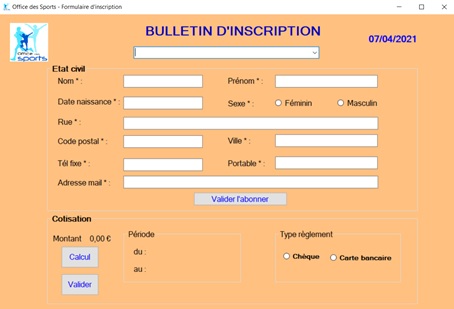 Office des Sports - Formulaire d'inscription
BULLETIN D'INSCRIPTION
07/04/2021
office des
sports
Etat civil
Nom * :
Prénom * :
Date naissance * :
Sexe * :
Féminin
Masculin
Rue * :
Code postal * :
Ville * :
Tél fixe * :
Portable * :
Adresse mail * :
Valider l'abonner
Cotisation
Montant 0,00 €
Période
Type règlement
du :
Chèque
Carte bancaire
Calcul
au :
Valider